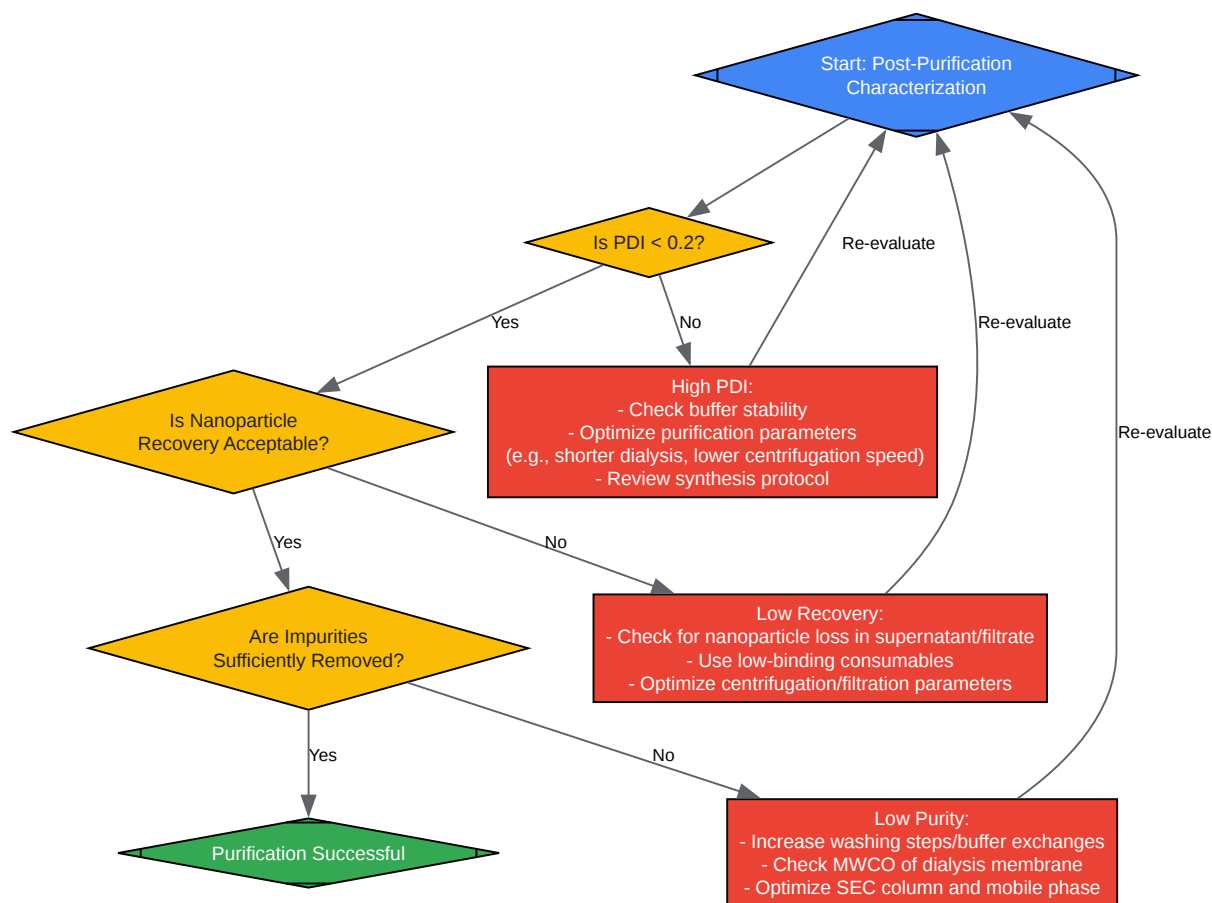 Start: Post-Purification
Characterization
Is PDI < 0.2?
Re-evaluate
Yes
No
Re-evaluate
High PDI:
- Check buffer stability
- Optimize purification parameters
(e.g., shorter dialysis, lower centrifugation speed)
- Review synthesis protocol
Is Nanoparticle
Recovery Acceptable?
Re-evaluate
Yes
No
Low Recovery:
- Check for nanoparticle loss in supernatant/filtrate
- Use low-binding consumables
- Optimize centrifugation/filtration parameters
Are Impurities
Sufficiently Removed?
Yes
No
Low Purity:
- Increase washing steps/buffer exchanges
- Check MWCO of dialysis membrane
- Optimize SEC column and mobile phase
Purification Successful